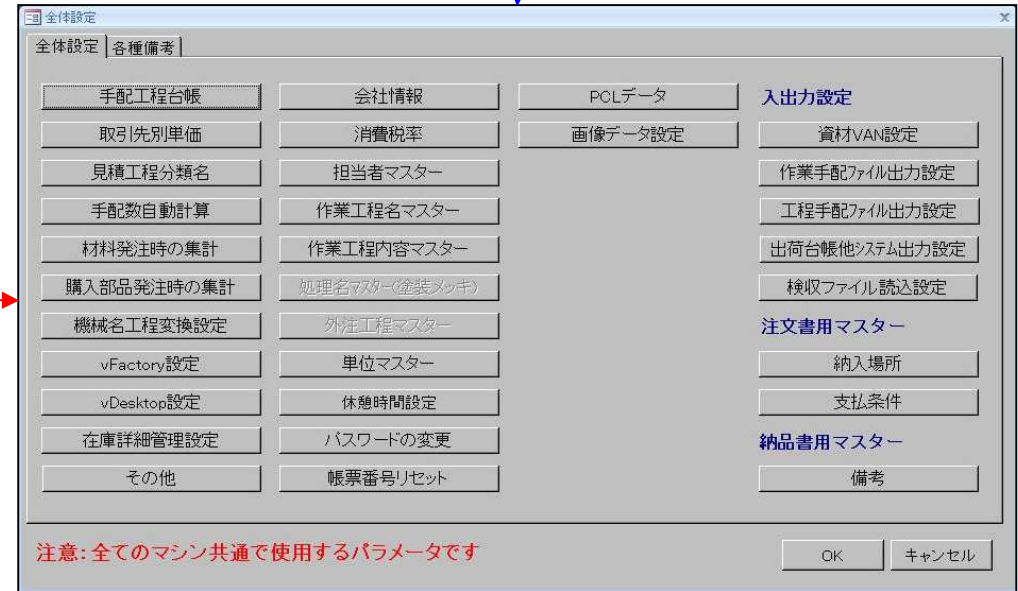 全体設定
全体設定 各種備考
手配工程台帳
取引先別単価
見積工程分類名
手配数自動計算
材料発注時の集計
購入部品発注時の集計
機械名工程変換設定
vFactory設定
vDesktop設定
在庫詳細管理設定
その他
会社情報
消費税率
担当者マスター
作業工程名マスター
作業工程内容マスター
処理名マスター(塗装メッキ)
外注工程マスター
単位マスター
休憩時間設定
パスワードの変更
帳票番号リセット
PCLデータ
画像データ設定
入出力設定
資材VAN設定
作業手配ファイル出力設定
工程手配ファイル出力設定
出荷台帳他システム出力設定
検収ファイル読込設定
注文書用マスター
納入場所
支払条件
納品書用マスター
備考
注意:全てのマシン共通で使用するパラメータです
OK キャンセル